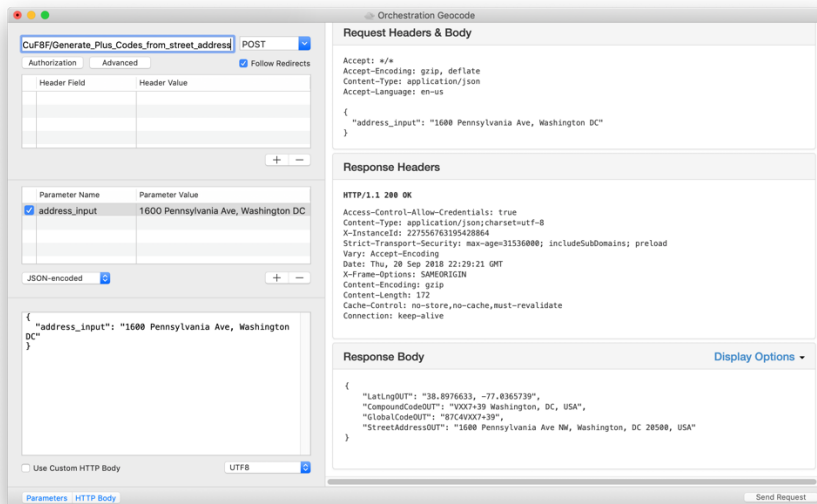 Orchestration Geocode
CuF8F/Generate_Plus_Codes_from_street_address
POST
Authorization
Advanced
Follow Redirects
Header Field
Header Value
+
−
Parameter Name
Parameter Value
address_input
1600 Pennsylvania Ave, Washington DC
JSON-encoded
+
−
{
"address_input": "1600 Pennsylvania Ave, Washington
DC"
}
Use Custom HTTP Body
UTF8
Parameters
HTTP Body
Request Headers & Body
Accept: */*
Accept-Encoding: gzip, deflate
Content-Type: application/json
Accept-Language: en-us
{
"address_input": "1600 Pennsylvania Ave, Washington DC"
}
Response Headers
HTTP/1.1 200 OK
Access-Control-Allow-Credentials: true
Content-Type: application/json;charset=utf-8
X-InstanceId: 227556763195428864
Strict-Transport-Security: max-age=31536000; includeSubDomains; preload
Vary: Accept-Encoding
Date: Thu, 20 Sep 2018 22:29:21 GMT
X-Frame-Options: SAMEORIGIN
Content-Encoding: gzip
Content-Length: 172
Cache-Control: no-store,no-cache,must-revalidate
Connection: keep-alive
Response Body
Display Options
{
"LatLngOUT": "38.8976633, -77.0365739",
"CompoundCodeOUT": "VXX7+39 Washington, DC, USA",
"GlobalCodeOUT": "87C4VXX7+39",
"StreetAddressOUT": "1600 Pennsylvania Ave NW, Washington, DC 20500, USA"
}
Send Request